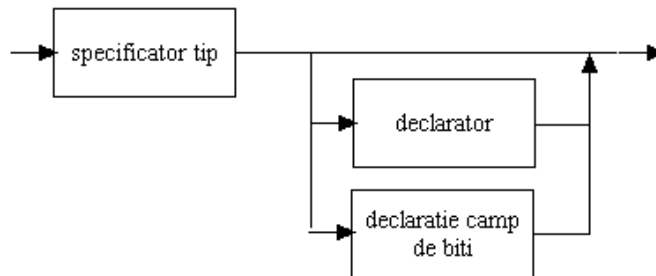 specificator tip
declarator
declaratie camp
de biti